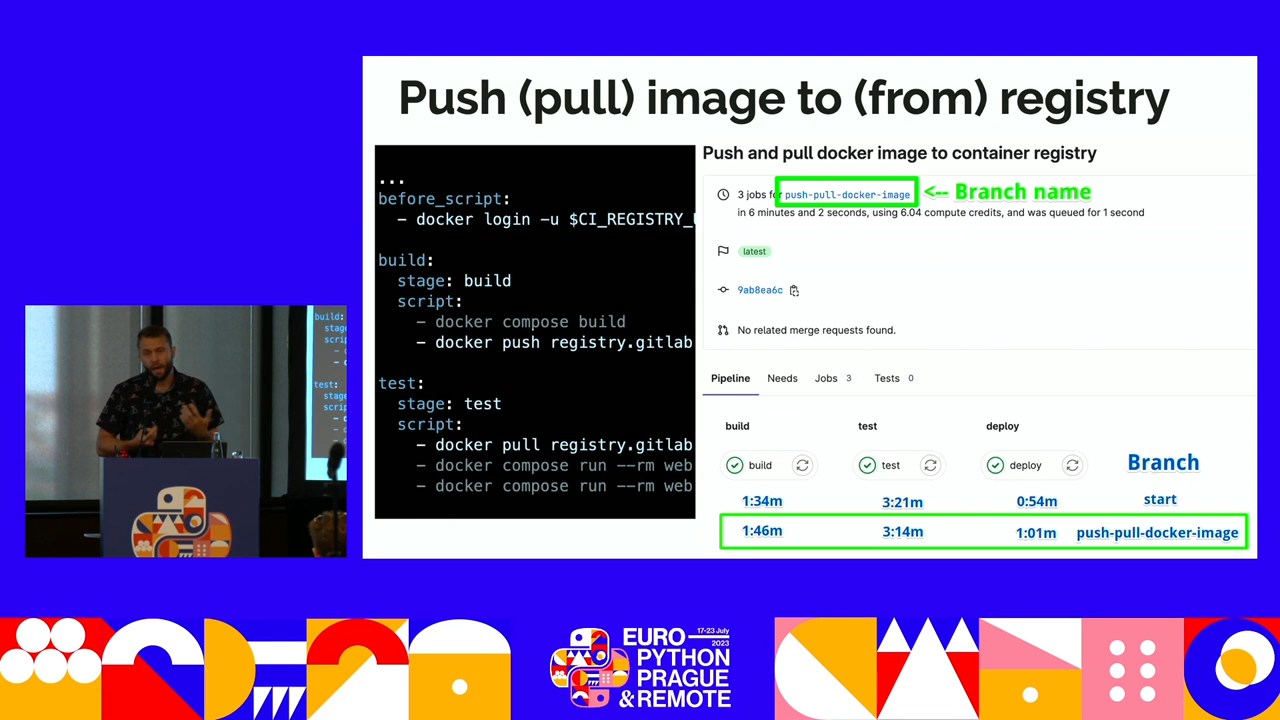 Push (pull) image to (from) registry
...
before_script:
- docker login -u $CI_REGISTRY_
build:
stage: build
script:
- docker compose build
- docker push registry.gitlab
test:
stage: test
script:
- docker pull registry.gitlab
- docker compose run --rm web
- docker compose run --rm web
Push and pull docker image to container registry
3 jobs for push-pull-docker-image <-- Branch name
in 6 minutes and 2 seconds, using 6.04 compute credits, and was queued for 1 second
latest
9ab8ea6c
No related merge requests found.
Pipeline Needs Jobs 3 Tests 0
build test deploy
build test deploy Branch
1:34m 3:21m 0:54m start
1:46m 3:14m 1:01m push-pull-docker-image
build:
stag
scrip
test:
stage
scrip
EURO 17-23 July 2023
PYTHON
PRAGUE
& REMOTE